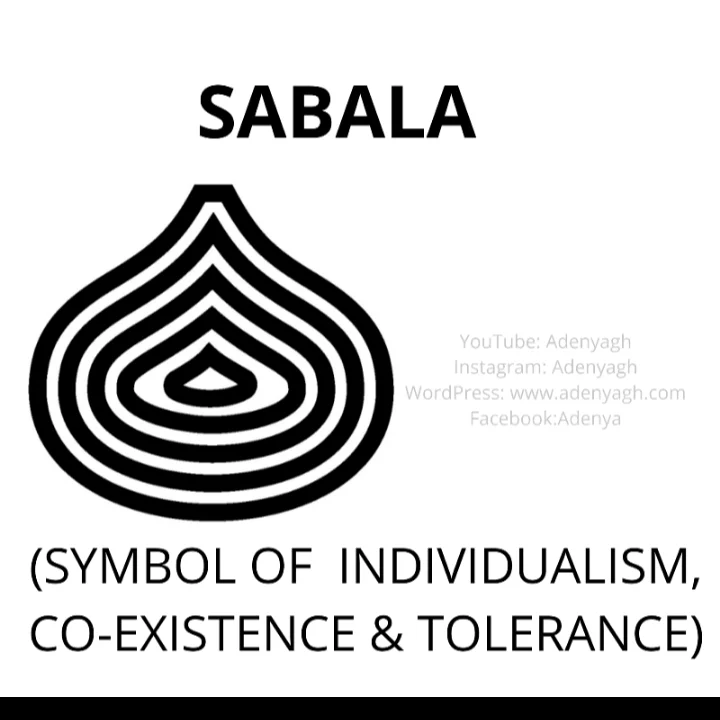 SABALA
YouTube: Adenyagh
Instagram: Adenyagh
WordPress: www.adenyagh.com
Facebook:Adenya
(SYMBOL OF INDIVIDUALISM,
CO-EXISTENCE & TOLERANCE)